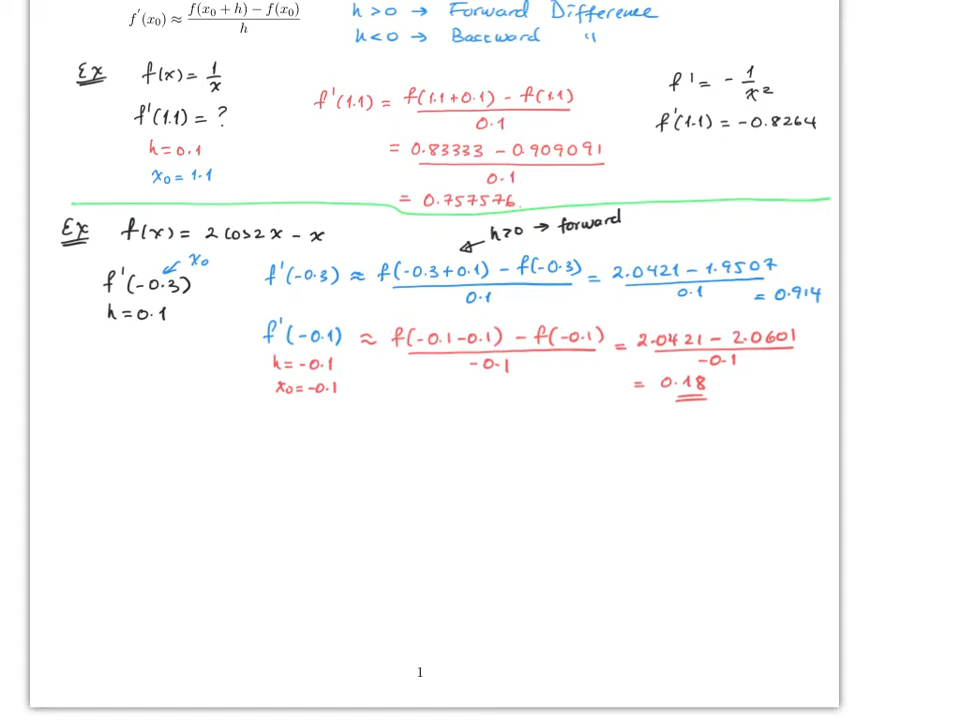 f'(x₀) ≈ (f(x₀ + h) − f(x₀)) / h
h > 0 → Forward Difference
h < 0 → Bactward "
Ex f(x) = 1/x
f'(1.1) = ?
h = 0.1
x₀ = 1.1
f'(1.1) = (f(1.1+0.1) − f(1.1)) / 0.1
= (0.83333 − 0.909091) / 0.1
= 0.757576.
f' = − 1/x²
f'(1.1) = −0.8264
Ex f(x) = 2 cos2x − x
h>0 → forward
x₀
f'(−0.3)
h = 0.1
f'(−0.3) ≈ (f(−0.3+0.1) − f(−0.3)) / 0.1 = (2.0421 − 1.9507) / 0.1 = 0.914
f'(−0.1) ≈ (f(−0.1−0.1) − f(−0.1)) / −0.1 = (2.0421 − 2.0601) / −0.1
h = −0.1
x₀ = −0.1
= 0.18
1